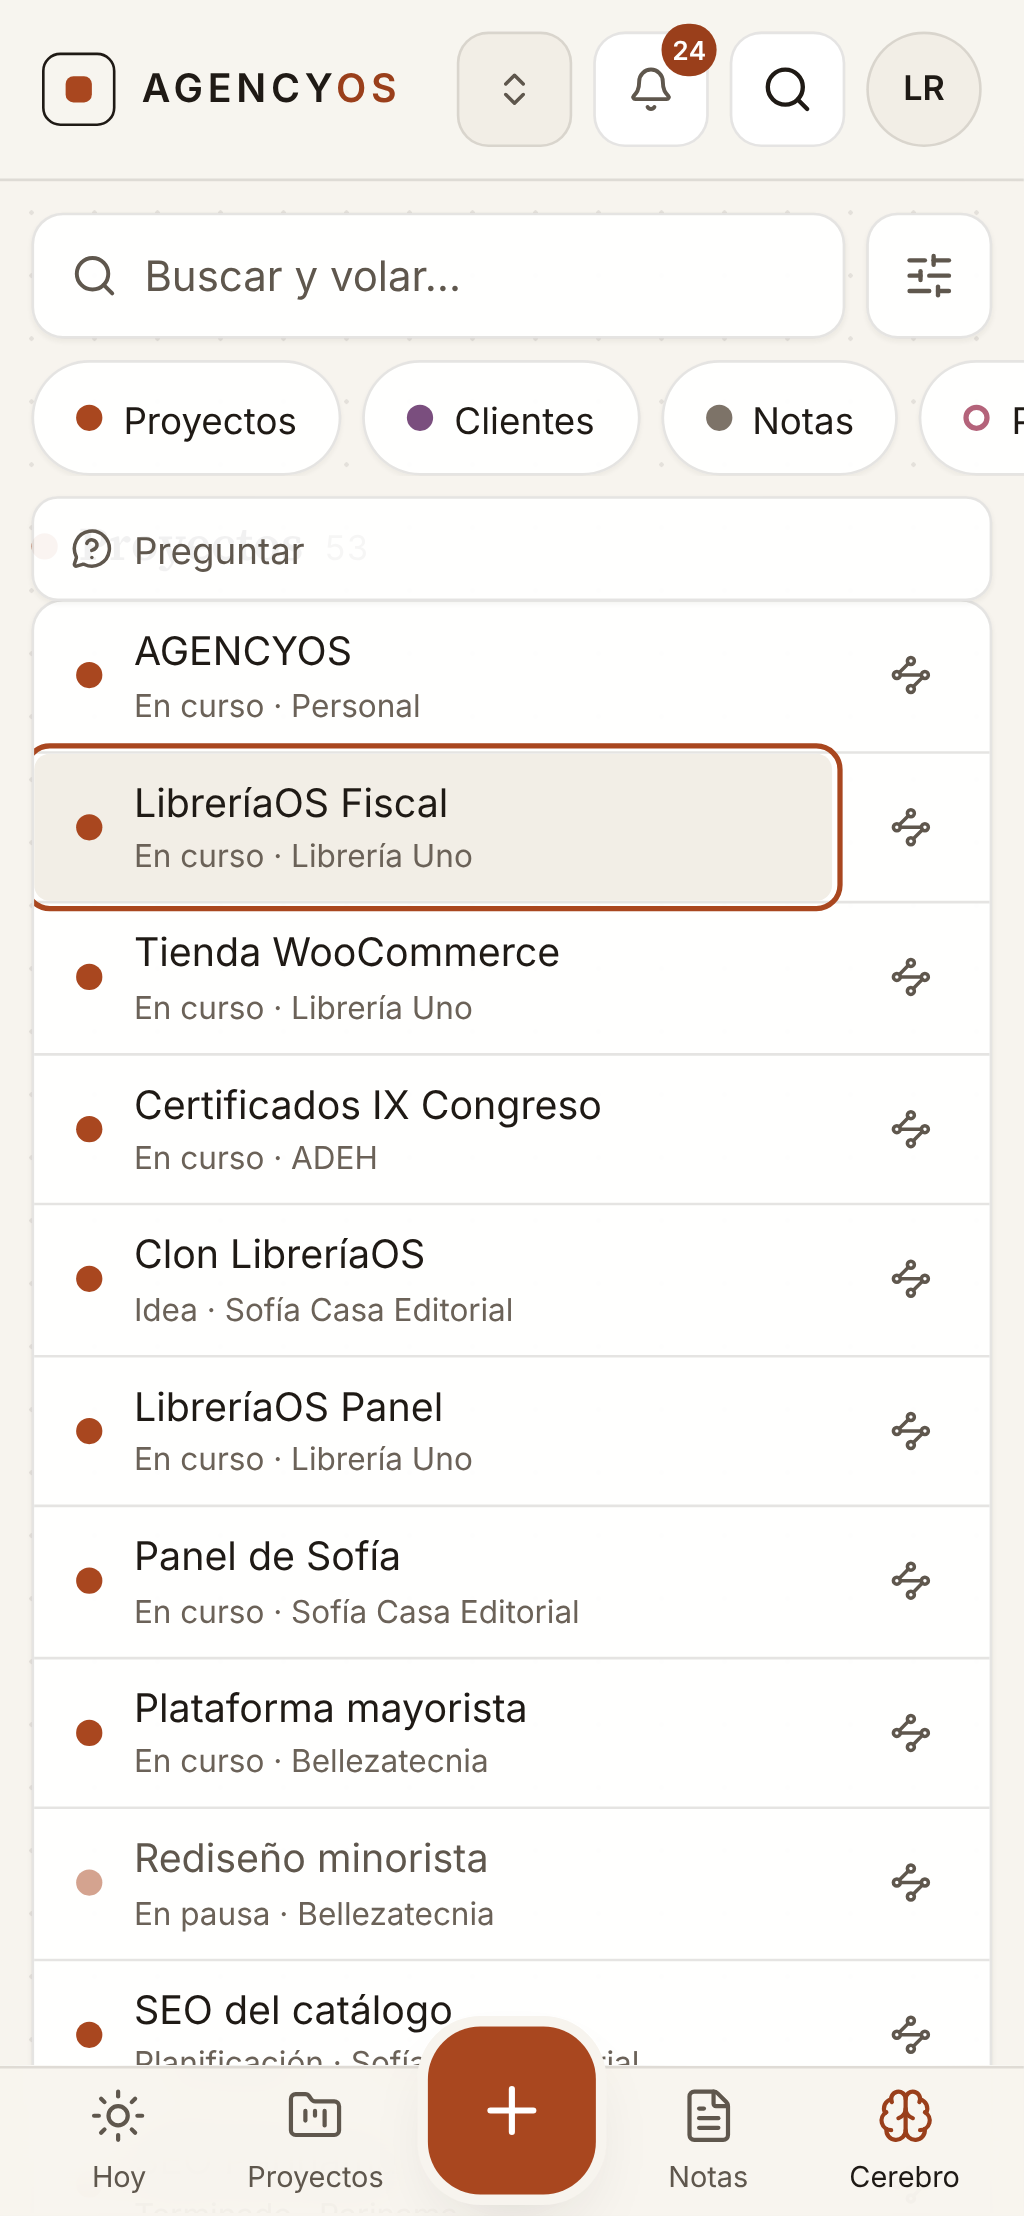 AGENCYOS
24
LR
Buscar y volar...
Proyectos
Clientes
Notas
Proyectos 53
Preguntar
AGENCYOS
En curso · Personal
LibreríaOS Fiscal
En curso · Librería Uno
Tienda WooCommerce
En curso · Librería Uno
Certificados IX Congreso
En curso · ADEH
Clon LibreríaOS
Idea · Sofía Casa Editorial
LibreríaOS Panel
En curso · Librería Uno
Panel de Sofía
En curso · Sofía Casa Editorial
Plataforma mayorista
En curso · Bellezatecnia
Rediseño minorista
En pausa · Bellezatecnia
SEO del catálogo
Planificación · Sofía
Hoy
Proyectos
Notas
Cerebro